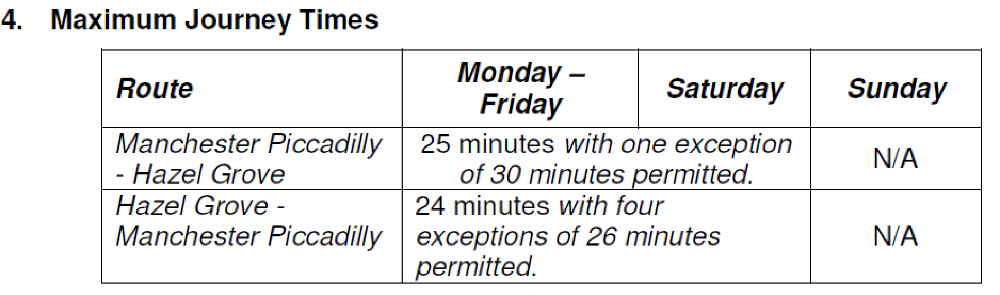 4. Maximum Journey Times
Route
Monday –
Friday
Saturday
Sunday
Manchester Piccadilly
- Hazel Grove
25 minutes with one exception
of 30 minutes permitted.
N/A
Hazel Grove -
Manchester Piccadilly
24 minutes with four
exceptions of 26 minutes
permitted.
N/A